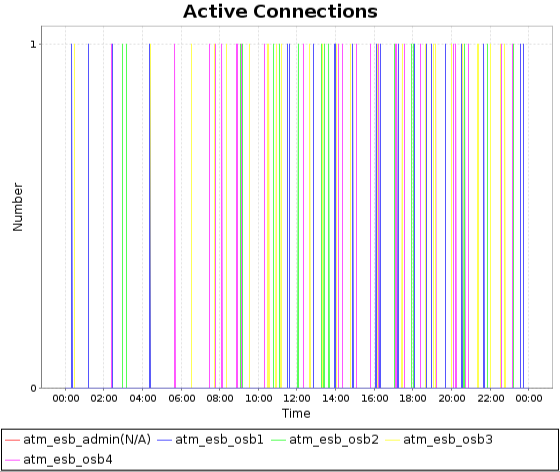 Active Connections
1
Number
0
00:00 02:00 04:00 06:00 08:00 10:00 12:00 14:00 16:00 18:00 20:00 22:00 00:00
Time
atm_esb_admin(N/A) atm_esb_osb1 atm_esb_osb2 atm_esb_osb3
atm_esb_osb4